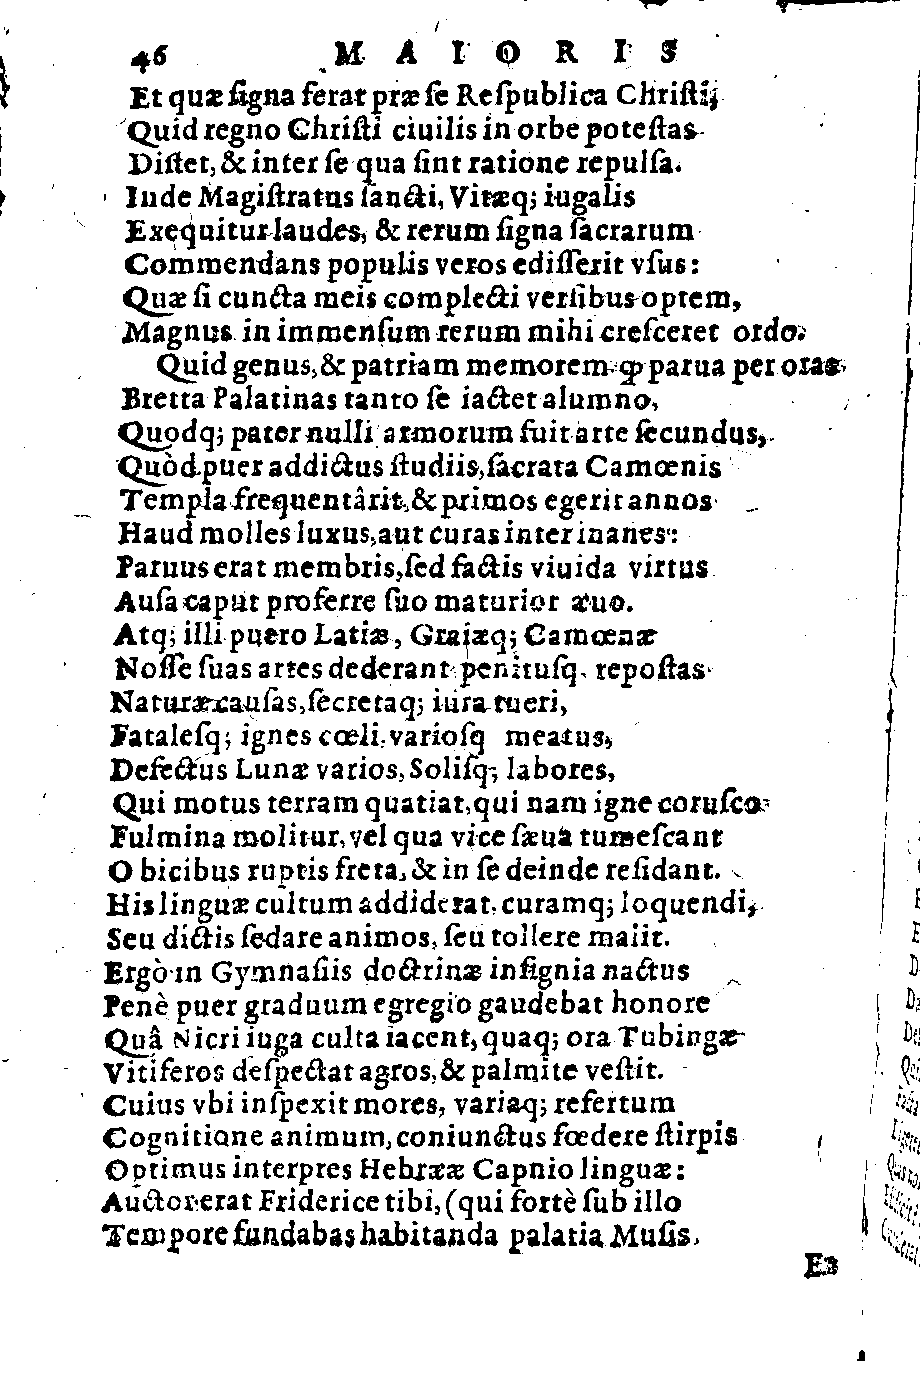 46 MAIORIS
Et quæ ſigna ferat præ ſe Reſpublica Chriſti;
Quid regno Chriſti ciuilis in orbe poteſtas
Diſtet, & inter ſe qua ſint ratione repulſa.
Inde Magiſtratus ſancti, Vitæq; iugalis
Exequitur laudes, & rerum ſigna ſacrarum
Commendans populis veros edifſerit vſus:
Quæ ſi cuncta meis complecti verſibus optem,
Magnus in immenſum rerum mihi creſceret ordo.
Quid genus, & patriam memorem ꝙ parua per oras
Bretta Palatinas tanto ſe iactet alumno,
Quodq; pater nulli armorum fuit arte ſecundus,
Quòd puer addictus ſtudiis, ſacrata Camœnis
Templa frequentârit, & primos egerit annos
Haud molles luxus, aut curas inter inanes:
Paruus erat membris, ſed factis viuida virtus
Auſa caput proferre ſuo maturior æuo.
Atq; illi puero Latiæ, Graiæq; Camœnæ
Noſſe ſuas artes dederant penitusq. repoſtas
Naturæ cauſas, ſecretaq; iura tueri,
Fataleſq; ignes cœli, varioſq meatus,
Defectus Lunæ varios, Soliſq; labores,
Qui motus terram quatiat, qui nam igne coruſco
Fulmina molitur, vel qua vice ſæua tumeſcant
O bicibus ruptis freta, & in ſe deinde reſidant.
His linguæ cultum addiderat, curamq; loquendi,
Seu dictis ſedare animos, ſeu tollere malit.
Ergò in Gymnaſiis doctrinæ inſignia nactus
Penè puer graduum egregio gaudebat honore
Quâ Nicri iuga culta iacent, quaq; ora Tubingæ
Vitiferos deſpectat agros, & palmite veſtit.
Cuius vbi inſpexit mores, variaq; refertum
Cognitione animum, coniunctus fœdere ſtirpis
Optimus interpres Hebrææ Capnio linguæ:
Auctor erat Friderice tibi, (qui fortè ſub illo
Tempore fundabas habitanda palatia Muſis,